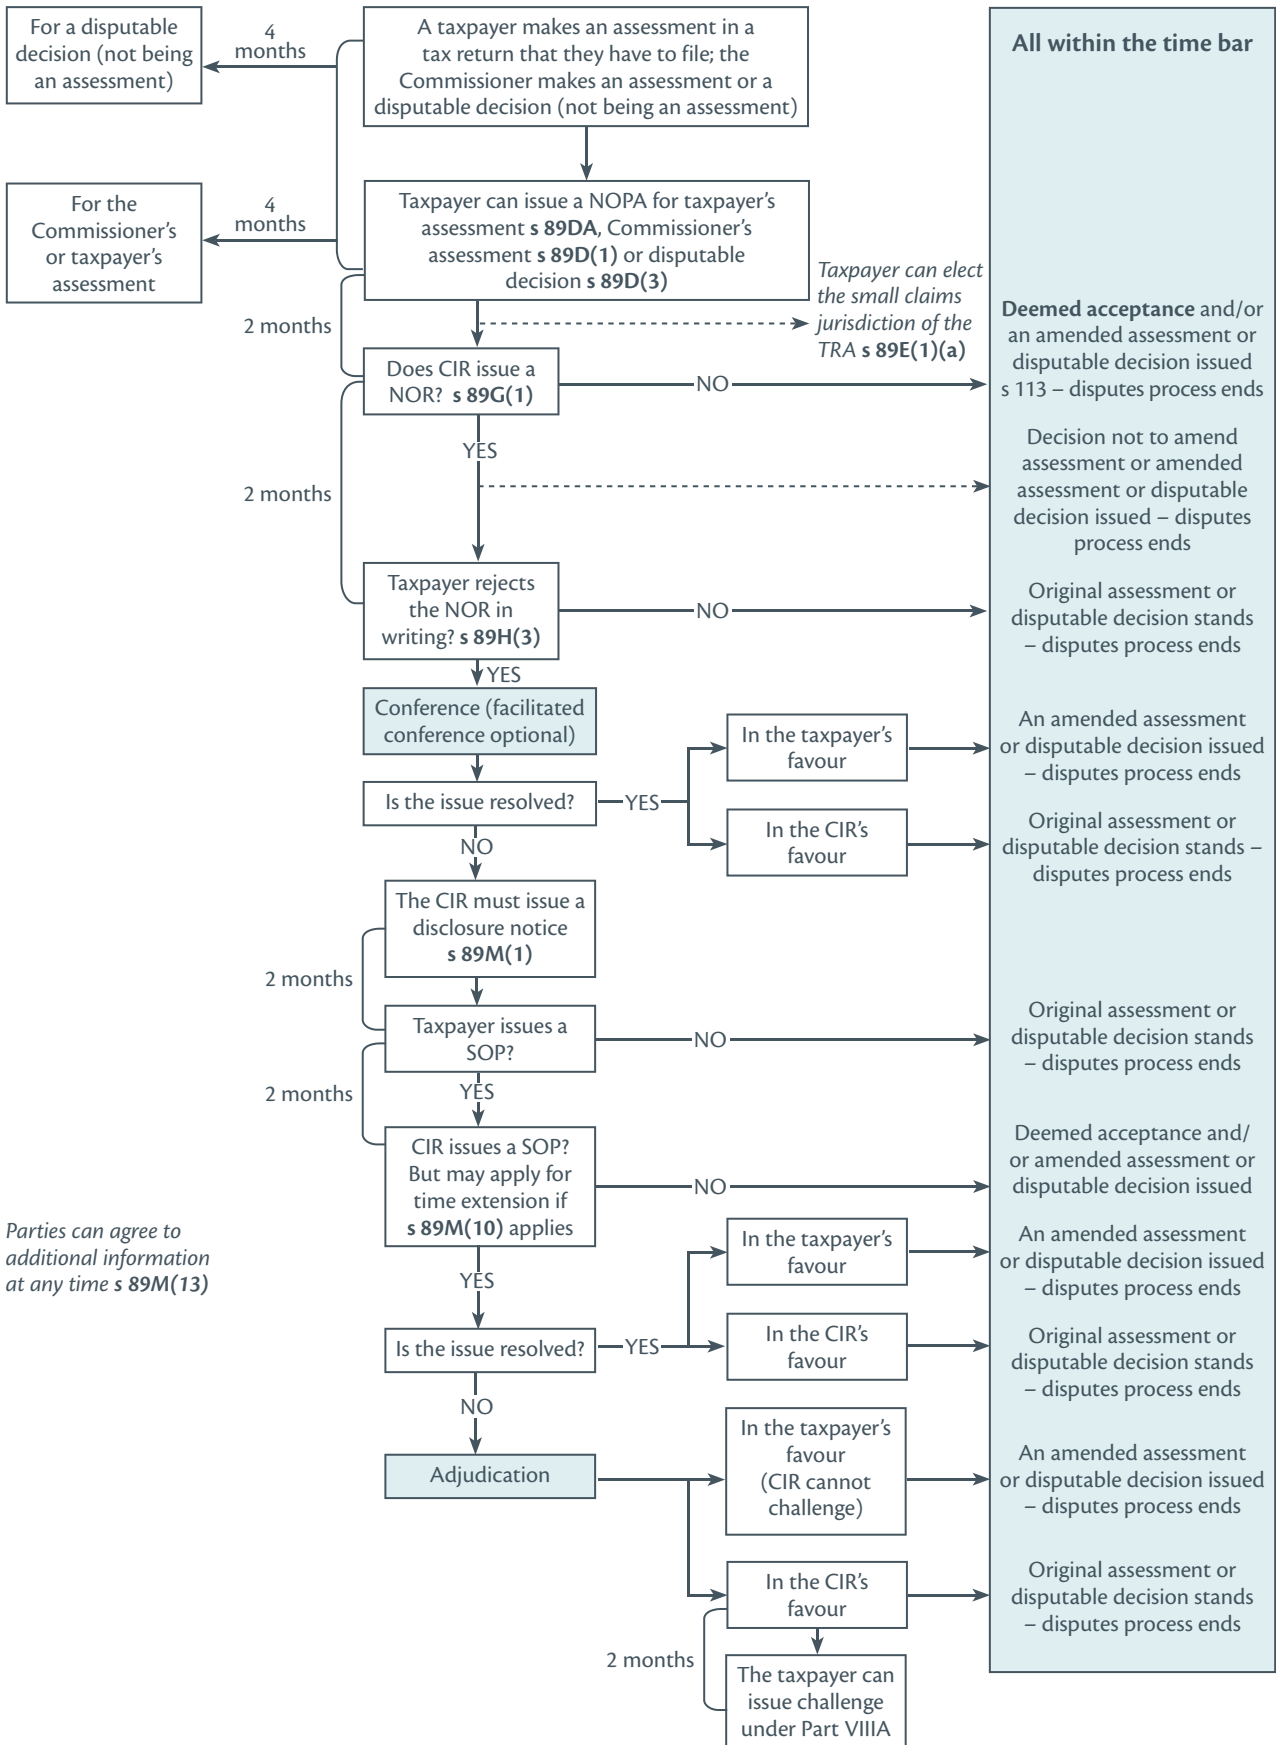 For a disputable
decision (not being
an assessment)
4
months
A taxpayer makes an assessment in a
tax return that they have to file; the
Commissioner makes an assessment or a
disputable decision (not being an assessment)
All within the time bar
For the
Commissioner's
or taxpayer's
assessment
4
months
Taxpayer can issue a NOPA for taxpayer's
assessment s 89DA, Commissioner's
assessment s 89D(1) or disputable
decision s 89D(3)
2 months
Taxpayer can elect
the small claims
jurisdiction of the
TRA s 89E(1)(a)
Does CIR issue a
NOR? s 89G(1)
NO
Deemed acceptance and/or
an amended assessment or
disputable decision issued
s 113 – disputes process ends
YES
2 months
Decision not to amend
assessment or amended
assessment or disputable
decision issued – disputes
process ends
Taxpayer rejects
the NOR in
writing? s 89H(3)
NO
Original assessment or
disputable decision stands
– disputes process ends
YES
Conference (facilitated
conference optional)
In the taxpayer's
favour
An amended assessment
or disputable decision issued
– disputes process ends
Is the issue resolved?
YES
In the CIR's
favour
Original assessment or
disputable decision stands –
disputes process ends
NO
The CIR must issue a
disclosure notice
s 89M(1)
2 months
Taxpayer issues a
SOP?
NO
Original assessment or
disputable decision stands
– disputes process ends
YES
2 months
CIR issues a SOP?
But may apply for
time extension if
s 89M(10) applies
NO
Deemed acceptance and/
or amended assessment or
disputable decision issued
Parties can agree to
additional information
at any time s 89M(13)
YES
In the taxpayer's
favour
An amended assessment
or disputable decision issued
– disputes process ends
Is the issue resolved?
YES
In the CIR's
favour
Original assessment or
disputable decision stands
– disputes process ends
NO
Adjudication
In the taxpayer's
favour
(CIR cannot
challenge)
An amended assessment
or disputable decision issued
– disputes process ends
In the CIR's
favour
Original assessment or
disputable decision stands
– disputes process ends
2 months
The taxpayer can
issue challenge
under Part VIIIA